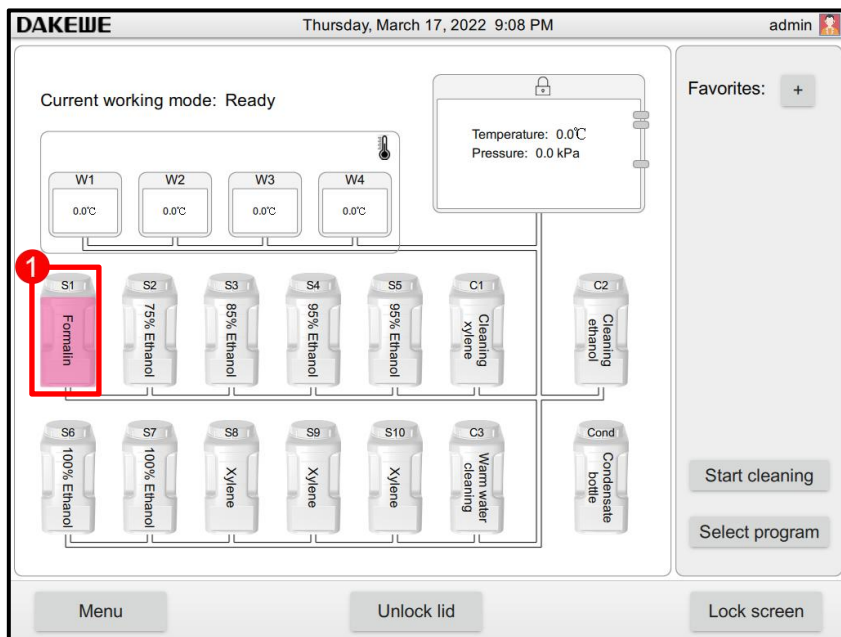 DAKEWE Thursday, March 17, 2022 9:08 PM admin
Current working mode: Ready
Temperature: 0.0℃
Pressure: 0.0 kPa
Favorites: +
W1 W2 W3 W4
0.0℃ 0.0℃ 0.0℃ 0.0℃
1
S1 S2 S3 S4 S5 C1 C2
Formalin
75% Ethanol
85% Ethanol
95% Ethanol
95% Ethanol
Cleaning
xylene
Cleaning
ethanol
S6 S7 S8 S9 S10 C3 Cond
100% Ethanol
100% Ethanol
Xylene
Xylene
Xylene
Warm water
cleaning
Condensate
bottle
Start cleaning
Select program
Menu Unlock lid Lock screen